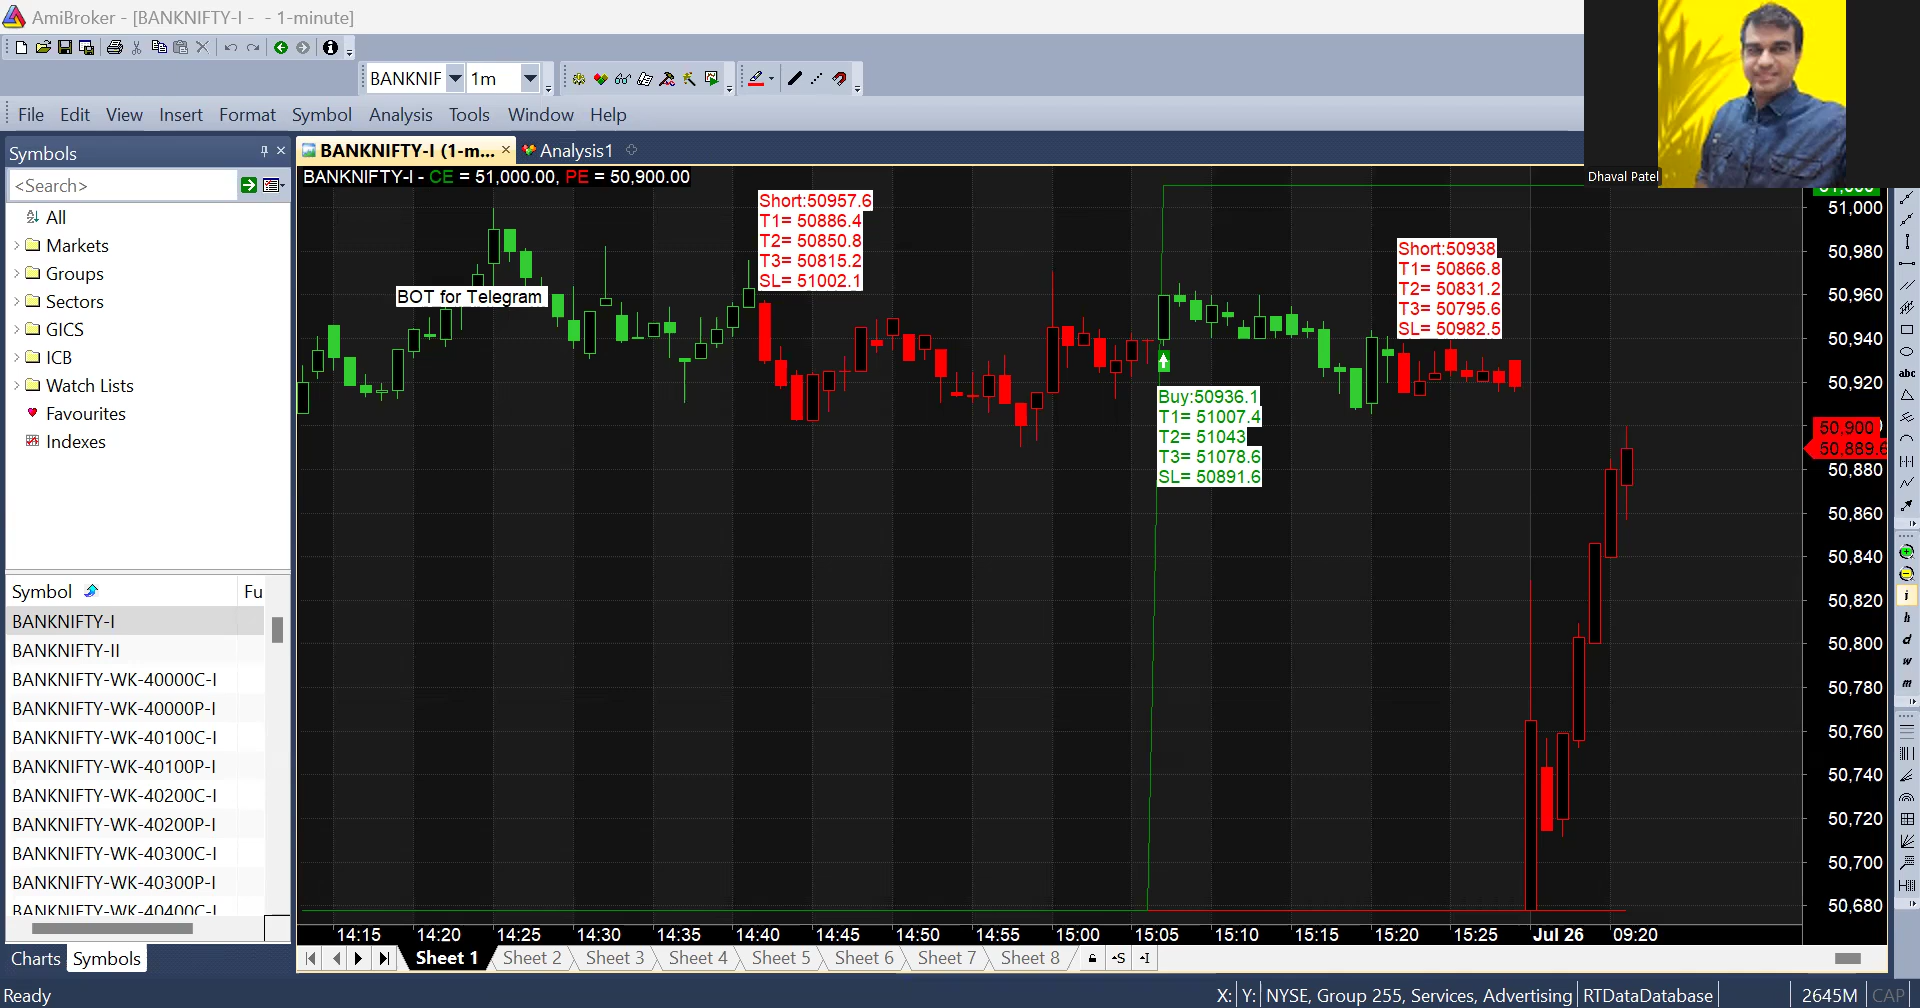 AmiBroker - [BANKNIFTY-I - - 1-minute]
BANKNIF 1m
File Edit View Insert Format Symbol Analysis Tools Window Help
Dhaval Patel
Symbols
BANKNIFTY-I (1-m... Analysis1
<Search>
BANKNIFTY-I - CE = 51,000.00, PE = 50,900.00
All
Markets
Groups
Sectors
GICS
ICB
Watch Lists
Favourites
Indexes
Symbol Fu
BANKNIFTY-I
BANKNIFTY-II
BANKNIFTY-WK-40000C-I
BANKNIFTY-WK-40000P-I
BANKNIFTY-WK-40100C-I
BANKNIFTY-WK-40100P-I
BANKNIFTY-WK-40200C-I
BANKNIFTY-WK-40200P-I
BANKNIFTY-WK-40300C-I
BANKNIFTY-WK-40300P-I
BANKNIFTY-WK-40400C-I
Charts Symbols
BOT for Telegram
Short:50957.6
T1= 50886.4
T2= 50850.8
T3= 50815.2
SL= 51002.1
Buy:50936.1
T1= 51007.4
T2= 51043
T3= 51078.6
SL= 50891.6
Short:50938
T1= 50866.8
T2= 50831.2
T3= 50795.6
SL= 50982.5
51,000
50,980
50,960
50,940
50,920
50,900
50,889.6
50,880
50,860
50,840
50,820
50,800
50,780
50,760
50,740
50,720
50,700
50,680
abc
i
h
d
w
m
14:15 14:20 14:25 14:30 14:35 14:40 14:45 14:50 14:55 15:00 15:05 15:10 15:15 15:20 15:25 Jul 26 09:20
Sheet 1 Sheet 2 Sheet 3 Sheet 4 Sheet 5 Sheet 6 Sheet 7 Sheet 8 S I
Ready X: Y: NYSE, Group 255, Services, Advertising RTDataDatabase 2645M CAP